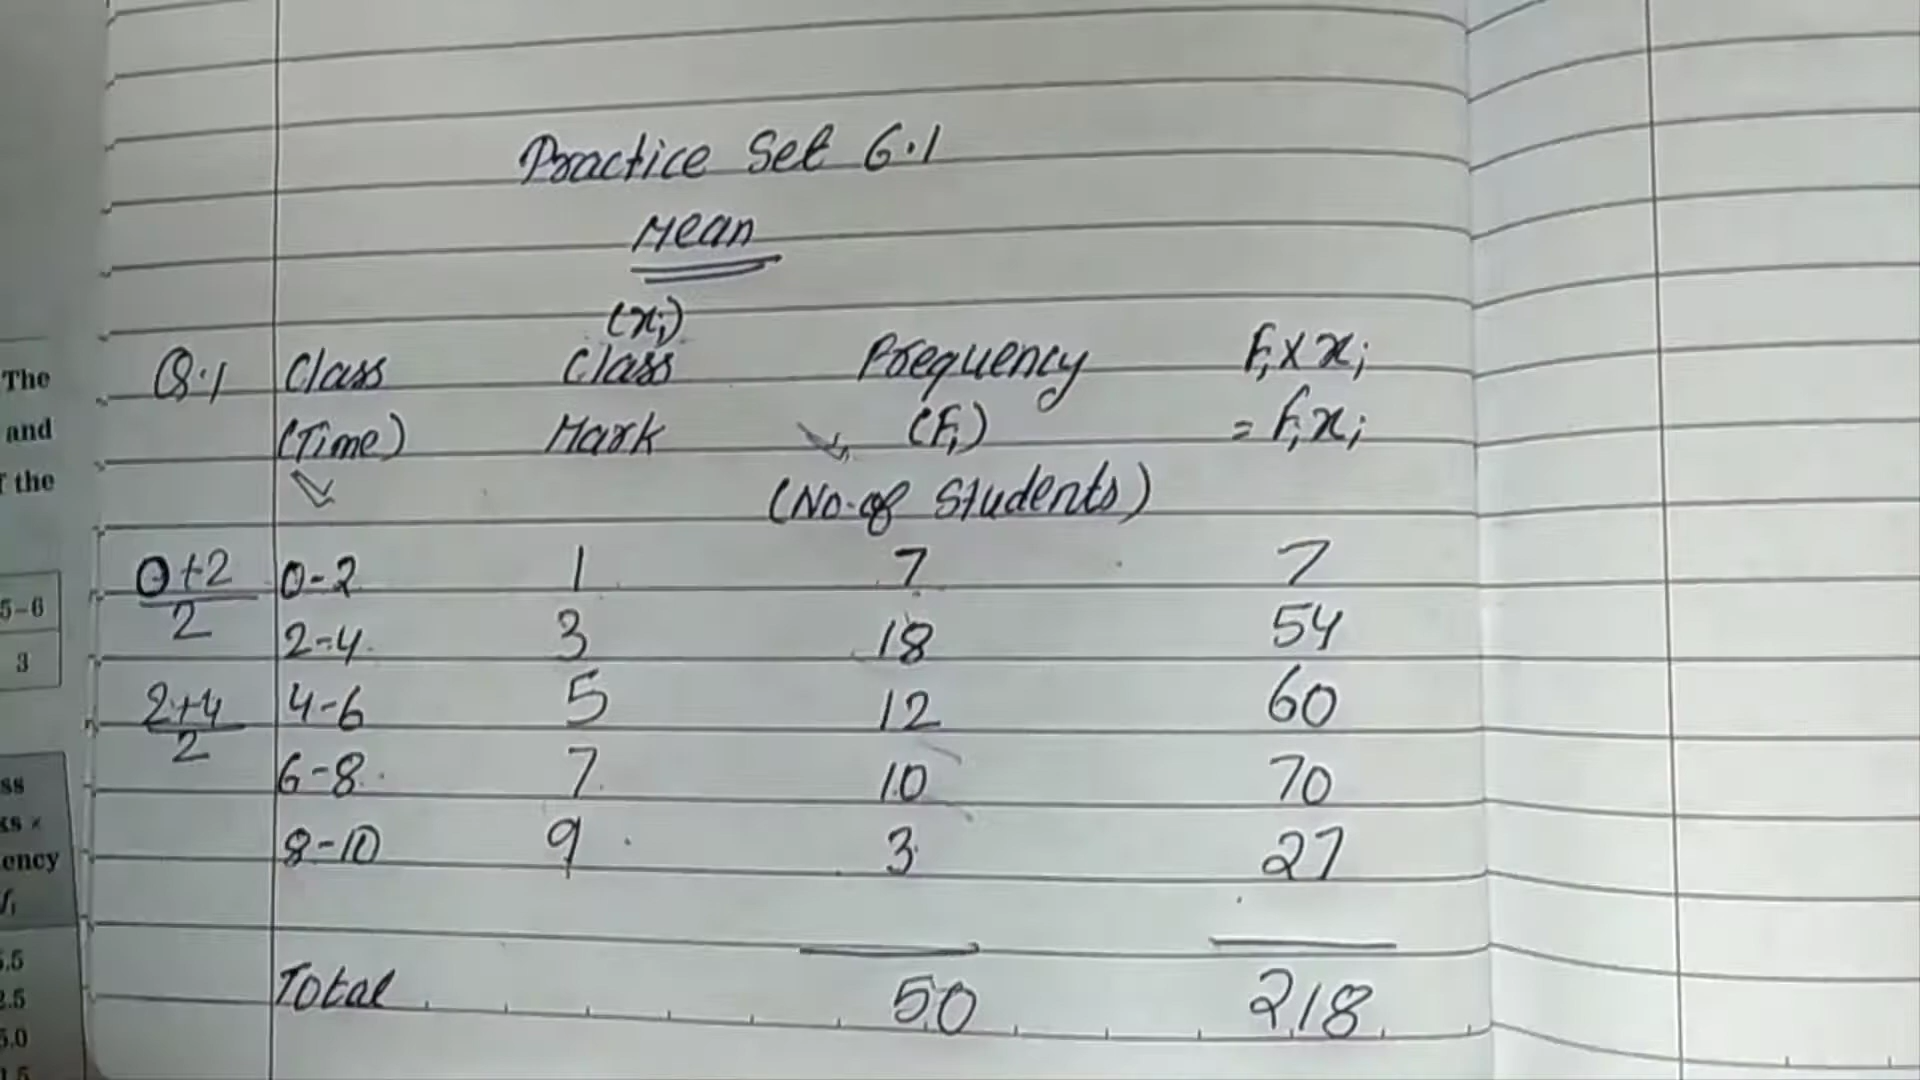 Practice Set 6.1
Mean
(xi)
Q.1 Class Class Frequency Fi × xi
(Time) Mark (Fi) = Fixi
(No. of Students)
0+2 0-2 1 7 7
2 2-4 3 18 54
2+4 4-6 5 12 60
2 6-8 7 10 70
8-10 9 3 27
Total 50 218
The
and
the
5-6
3
ency
fi
5.0